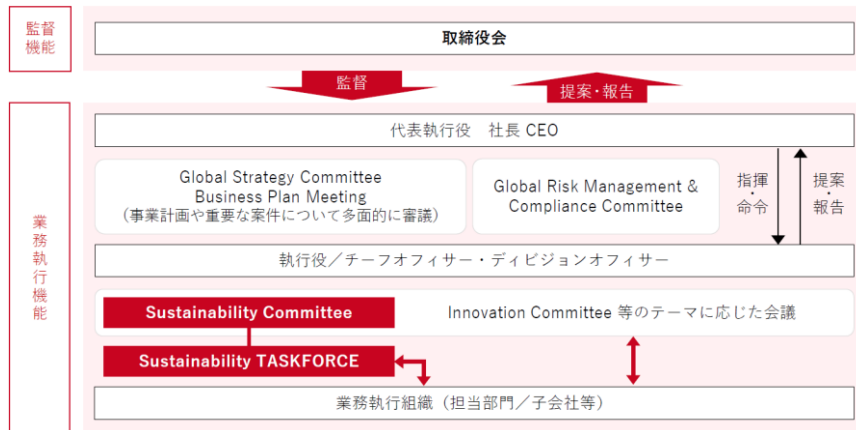 監督
機能
取締役会
監督
提案・報告
業務執行機能
代表執行役 社長 CEO
Global Strategy Committee
Business Plan Meeting
（事業計画や重要な案件について多面的に審議）
Global Risk Management &
Compliance Committee
指揮・命令
提案・報告
執行役／チーフオフィサー・ディビジョンオフィサー
Sustainability Committee
Innovation Committee 等のテーマに応じた会議
Sustainability TASKFORCE
業務執行組織（担当部門／子会社等）